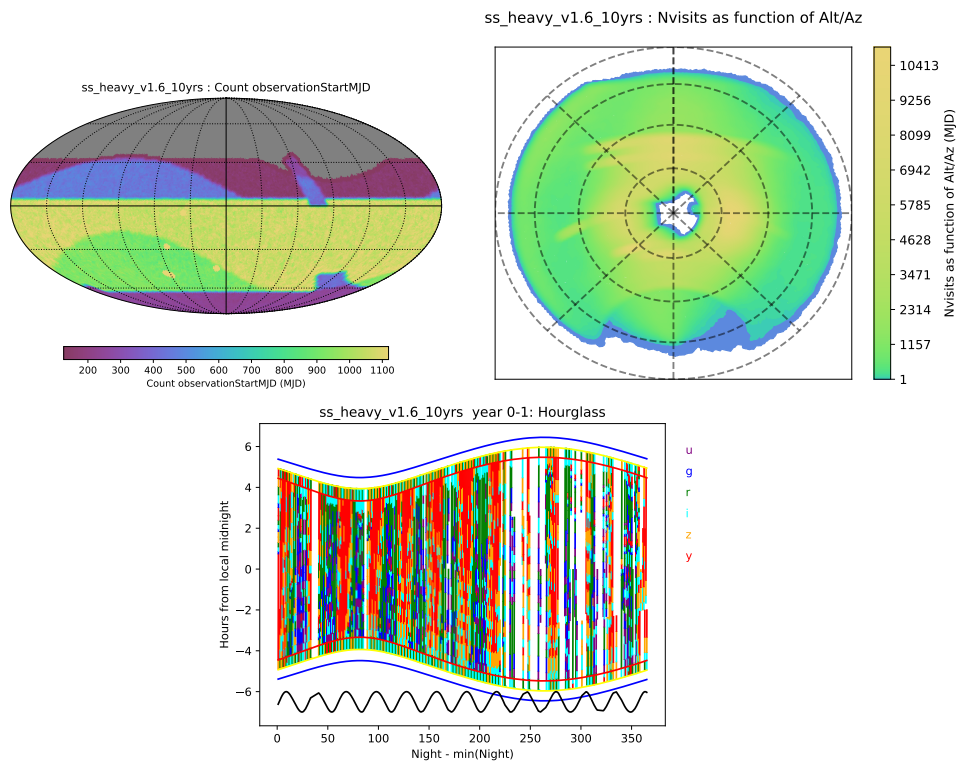 ss_heavy_v1.6_10yrs : Count observationStartMJD
200 300 400 500 600 700 800 900 1000 1100
Count observationStartMJD (MJD)
ss_heavy_v1.6_10yrs : Nvisits as function of Alt/Az
10413
9256
8099
6942
5785
4628
3471
2314
1157
1
Nvisits as function of Alt/Az (MJD)
ss_heavy_v1.6_10yrs year 0-1: Hourglass
6
4
2
0
−2
−4
−6
Hours from local midnight
0 50 100 150 200 250 300 350
Night - min(Night)
u
g
r
i
z
y